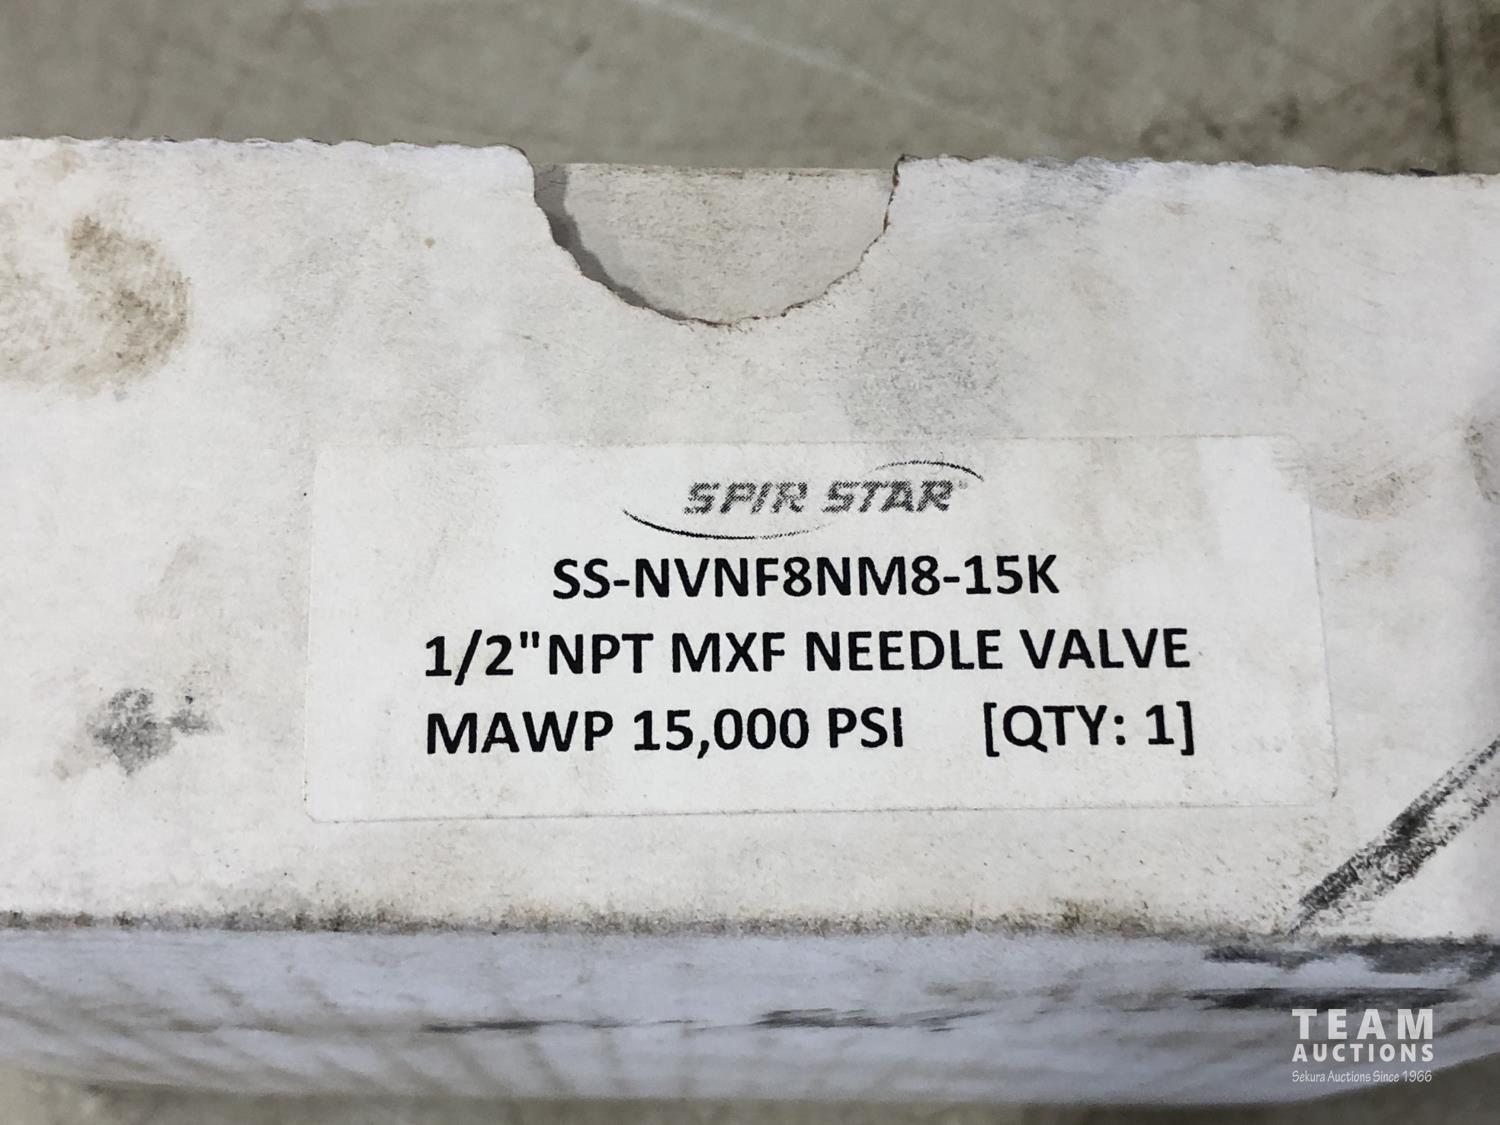 SPIR STAR®
SS-NVNF8NM8-15K
1/2"NPT MXF NEEDLE VALVE
MAWP 15,000 PSI [QTY: 1]
TEAM
AUCTIONS
Sekura Auctions Since 1966